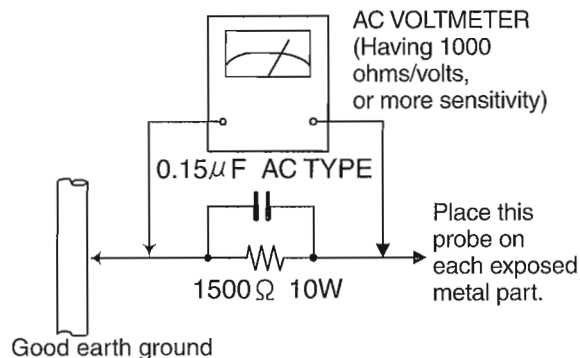 AC VOLTMETER
(Having 1000
ohms/volts,
or more sensitivity)
0.15μF AC TYPE
Place this
probe on
each exposed
metal part.
1500Ω 10W
Good earth ground